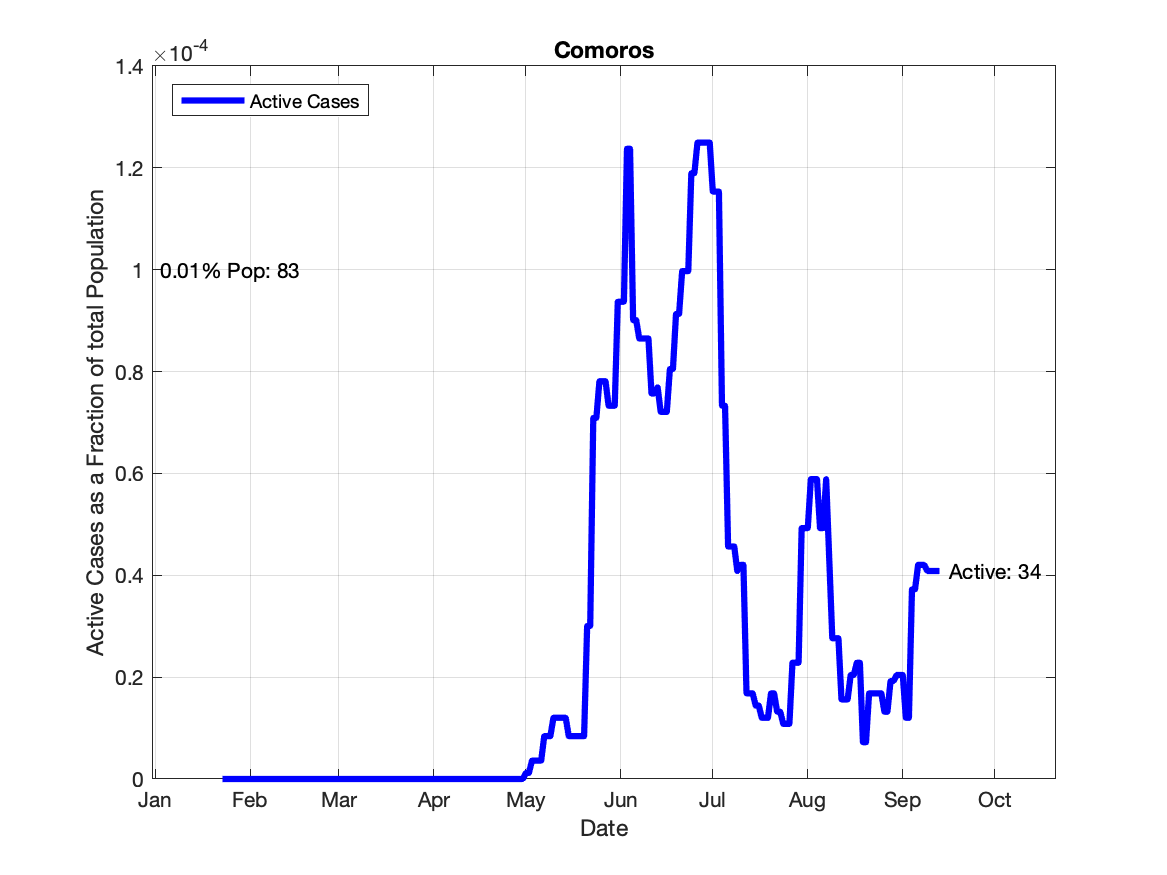 Comoros
×10-4
Active Cases
1.4
1.2
1
0.8
0.6
0.4
0.2
0
0.01% Pop: 83
Active: 34
Active Cases as a Fraction of total Population
Jan Feb Mar Apr May Jun Jul Aug Sep Oct
Date